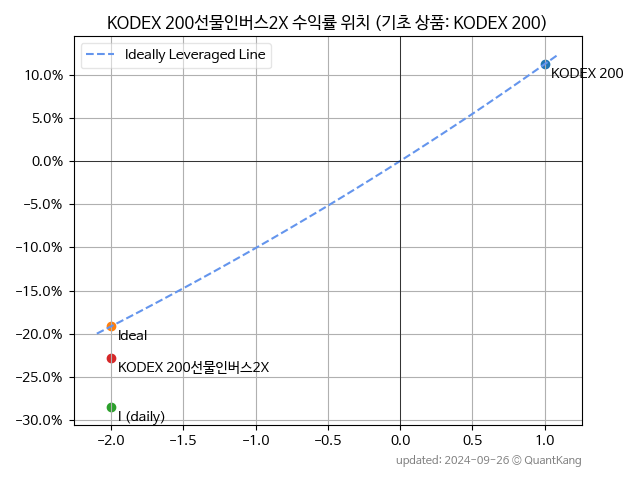 KODEX 200선물인버스2X 수익률 위치 (기초 상품: KODEX 200)
Ideally Leveraged Line
10.0%
5.0%
0.0%
−5.0%
−10.0%
−15.0%
−20.0%
−25.0%
−30.0%
KODEX 200
Ideal
KODEX 200선물인버스2X
I (daily)
−2.0 −1.5 −1.0 −0.5 0.0 0.5 1.0
updated: 2024-09-26 © QuantKang